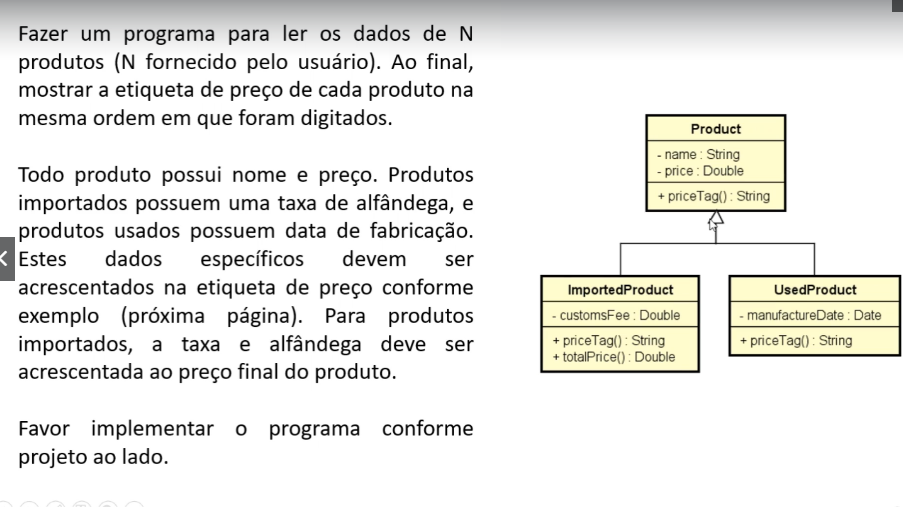 Fazer um programa para ler os dados de N
produtos (N fornecido pelo usuário). Ao final,
mostrar a etiqueta de preço de cada produto na
mesma ordem em que foram digitados.
Todo produto possui nome e preço. Produtos
importados possuem uma taxa de alfândega, e
produtos usados possuem data de fabricação.
Estes dados específicos devem ser
acrescentados na etiqueta de preço conforme
exemplo (próxima página). Para produtos
importados, a taxa e alfândega deve ser
acrescentada ao preço final do produto.
Favor implementar o programa conforme
projeto ao lado.
Product
- name : String
- price : Double
+ priceTag() : String
ImportedProduct
- customsFee : Double
+ priceTag() : String
+ totalPrice() : Double
UsedProduct
- manufactureDate : Date
+ priceTag() : String